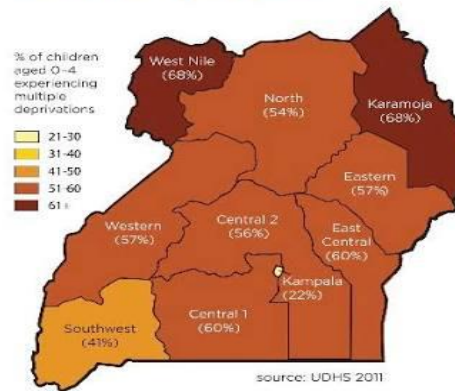 % of children
aged 0-4
experiencing
multiple
deprivations
21-30
31-40
41-50
51-60
61+
West Nile
(68%)
North
(54%)
Karamoja
(68%)
Eastern
(57%)
Western
(57%)
Central 2
(56%)
East
Central
(60%)
Kampala
(22%)
Central 1
(60%)
Southwest
(41%)
source: UDHS 2011